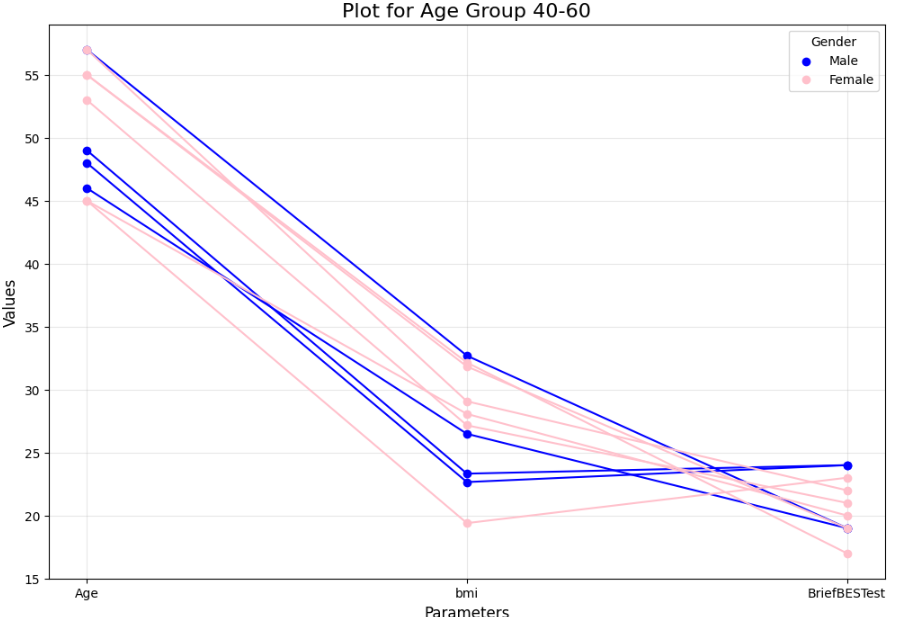 Plot for Age Group 40-60
Gender
Male
Female
Values
55
50
45
40
35
30
25
20
15
Age
bmi
BriefBESTest
Parameters